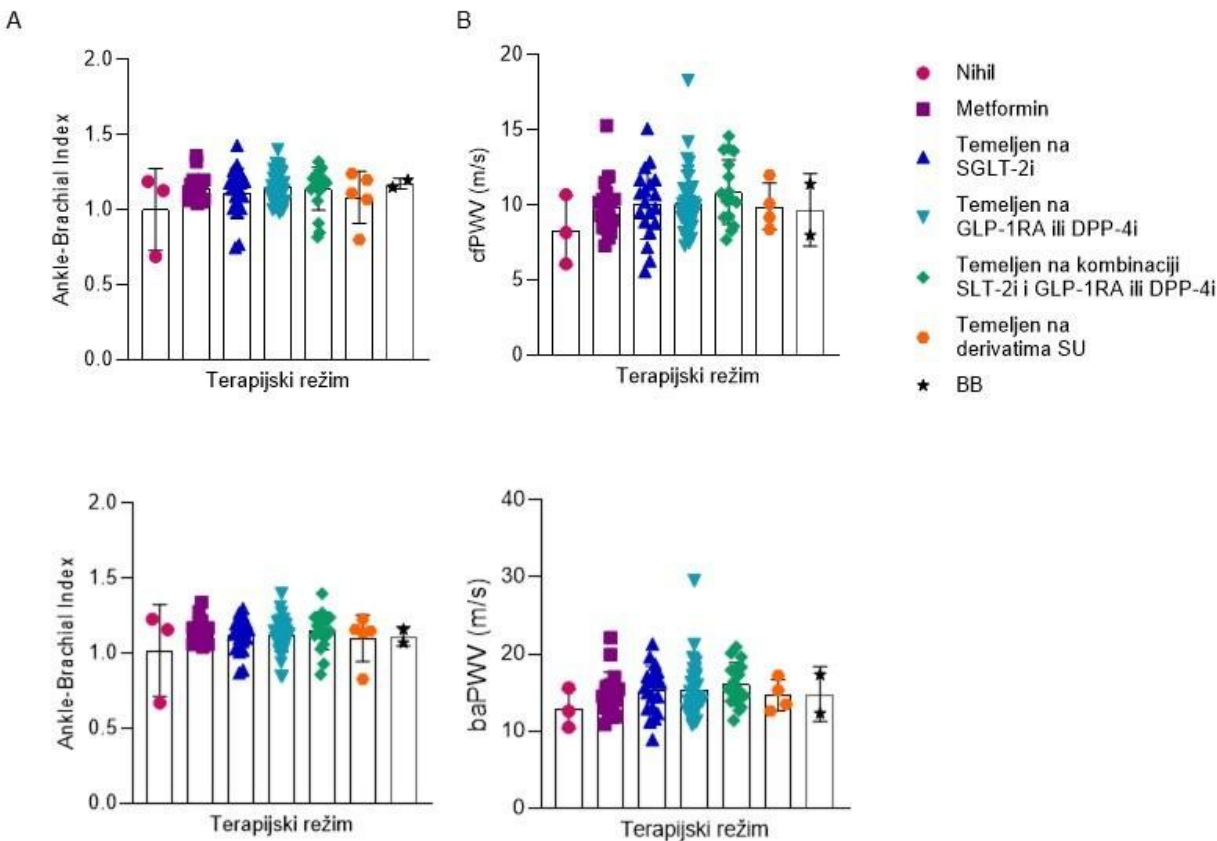 A
B
2.0
1.5
1.0
0.5
0.0
Ankle-Brachial Index
Terapijski režim
20
15
10
5
0
cfPWV (m/s)
Terapijski režim
Nihil
Metformin
Temeljen na
SGLT-2i
Temeljen na
GLP-1RA ili DPP-4i
Temeljen na kombinaciji
SLT-2i i GLP-1RA ili DPP-4i
Temeljen na
derivatima SU
BB
2.0
1.5
1.0
0.5
0.0
Ankle-Brachial Index
Terapijski režim
40
30
20
10
0
baPWV (m/s)
Terapijski režim